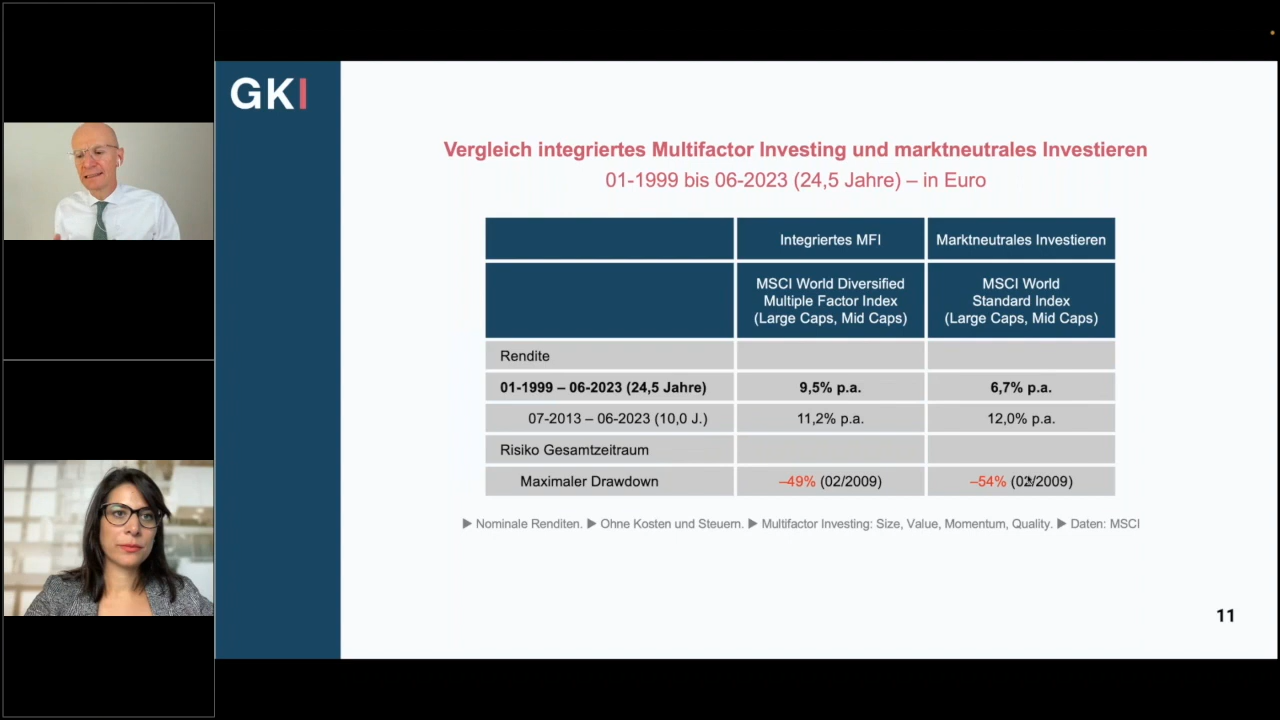 GKI
Vergleich integriertes Multifactor Investing und marktneutrales Investieren
01-1999 bis 06-2023 (24,5 Jahre) – in Euro
Integriertes MFI
Marktneutrales Investieren
MSCI World Diversified
Multiple Factor Index
(Large Caps, Mid Caps)
MSCI World
Standard Index
(Large Caps, Mid Caps)
Rendite
01-1999 – 06-2023 (24,5 Jahre) 9,5% p.a. 6,7% p.a.
07-2013 – 06-2023 (10,0 J.) 11,2% p.a. 12,0% p.a.
Risiko Gesamtzeitraum
Maximaler Drawdown –49% (02/2009) –54% (02/2009)
▶ Nominale Renditen. ▶ Ohne Kosten und Steuern. ▶ Multifactor Investing: Size, Value, Momentum, Quality. ▶ Daten: MSCI
11